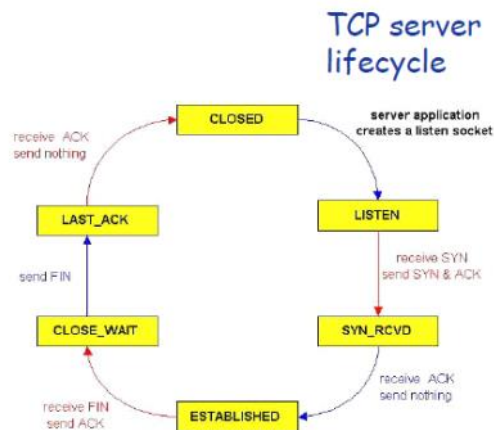 TCP server
lifecycle
CLOSED
server application
creates a listen socket
LISTEN
receive SYN
send SYN & ACK
SYN_RCVD
receive ACK
send nothing
ESTABLISHED
receive FIN
send ACK
CLOSE_WAIT
send FIN
LAST_ACK
receive ACK
send nothing